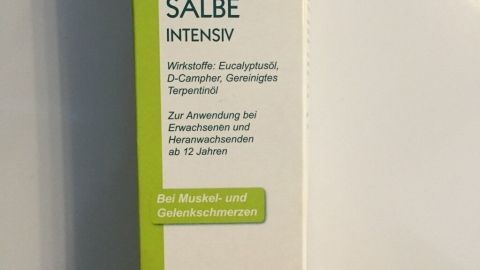 SALBE
INTENSIV
Wirkstoffe: Eucalyptusöl,
D-Campher, Gereinigtes
Terpentinöl
Zur Anwendung bei
Erwachsenen und
Heranwachsenden
ab 12 Jahren
Bei Muskel- und
Gelenkschmerzen